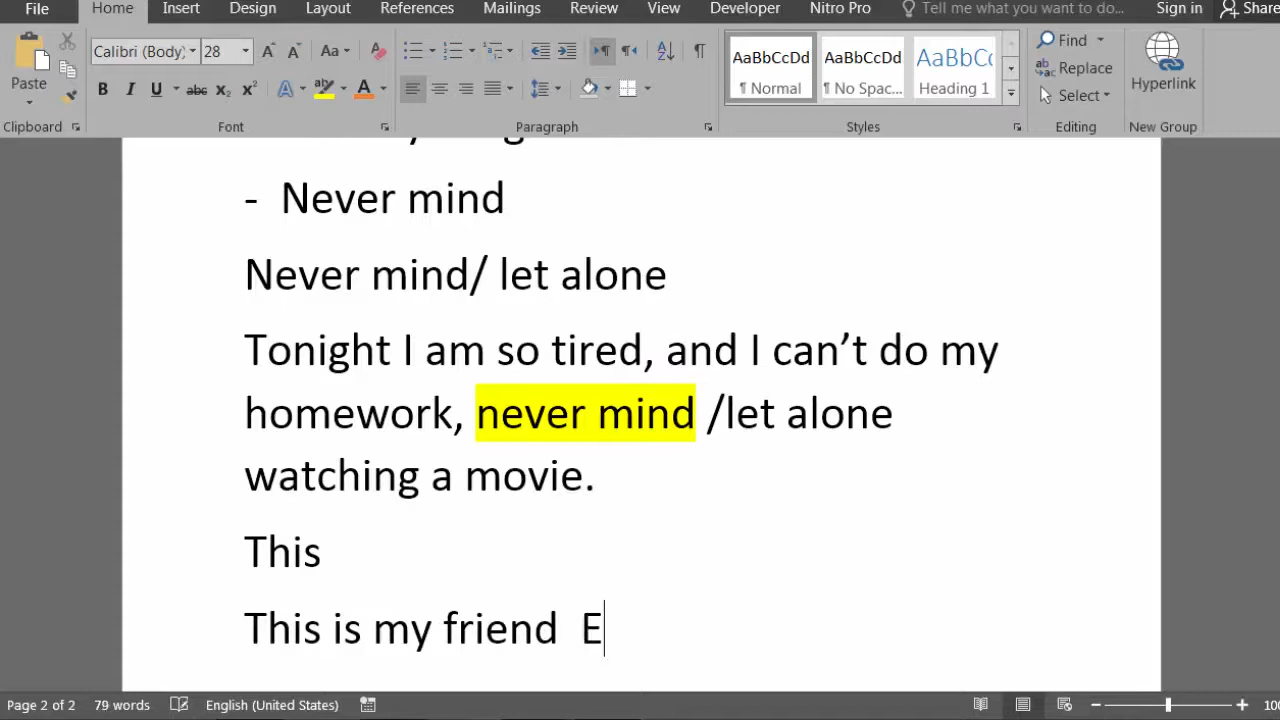 File Home Insert Design Layout References Mailings Review View Developer Nitro Pro Tell me what you want to do... Sign in Share
Calibri (Body) 28 Aa AaBbCcDd AaBbCcDd AaBbCc Find
Paste ¶ Normal ¶ No Spac... Heading 1 Replace Hyperlink
B I U abc X₂ X² A A Select
Clipboard Font Paragraph Styles Editing New Group
- Never mind
Never mind/ let alone
Tonight I am so tired, and I can’t do my
homework, never mind /let alone
watching a movie.
This
This is my friend  E
Page 2 of 2 79 words English (United States)